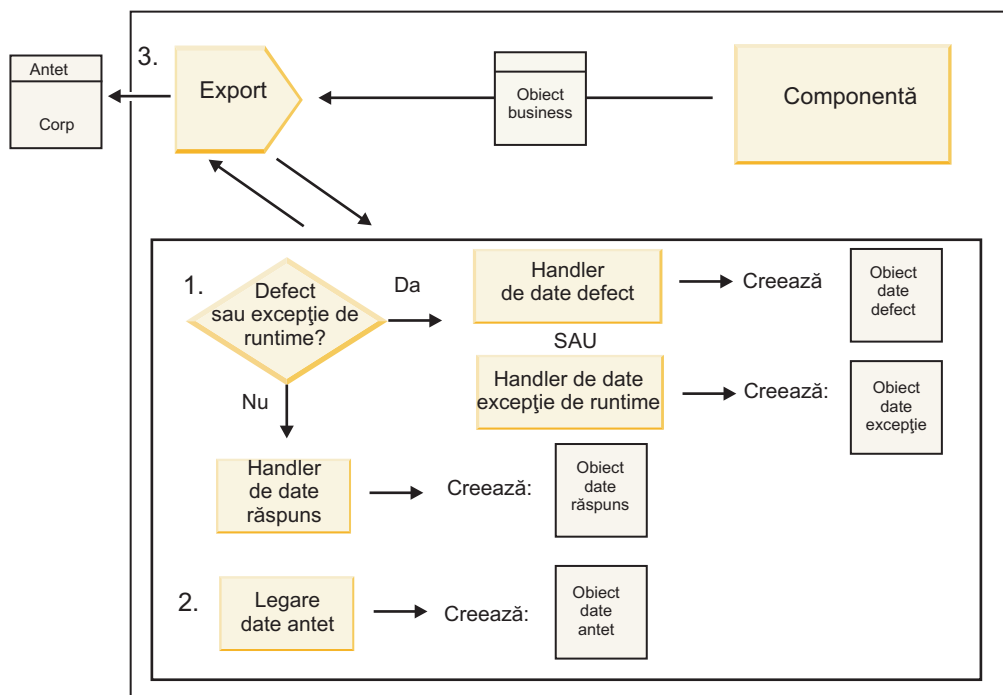 Antet
Corp
3.
Export
Obiect
business
Componentă
1.
Defect
sau excepţie de
runtime?
Da
Handler
de date defect
Creează
Obiect
date
defect
SAU
Handler de date
excepţie de runtime
Creează:
Obiect
date
excepţie
Nu
Handler
de date
răspuns
Creează:
Obiect
date
răspuns
2.
Legare
date antet
Creează:
Obiect
date
antet